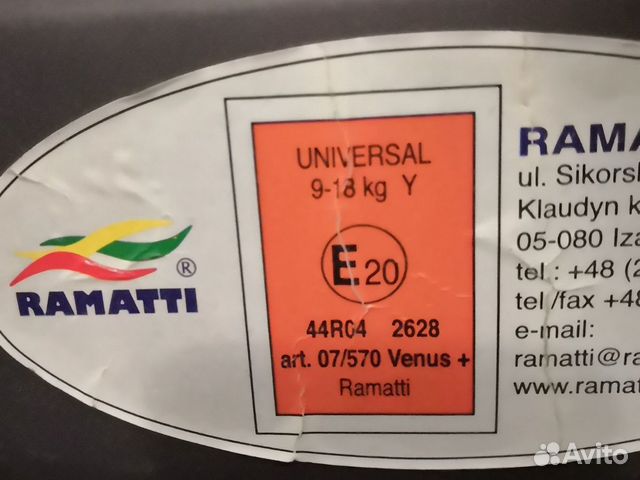 RAMATTI ®
UNIVERSAL
9-18 kg Y
E 20
44R04 2628
art. 07/570 Venus +
Ramatti
RAMA
ul. Sikorsk
Klaudyn k
05-080 Iza
tel.: +48 (2
tel/fax +48
e-mail:
ramatti@ra
www.ramat
Avito